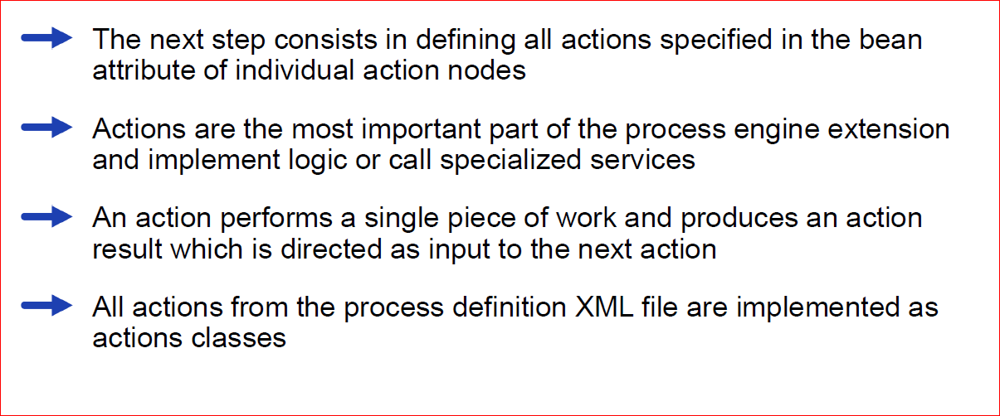 The next step consists in defining all actions specified in the bean
attribute of individual action nodes
Actions are the most important part of the process engine extension
and implement logic or call specialized services
An action performs a single piece of work and produces an action
result which is directed as input to the next action
All actions from the process definition XML file are implemented as
actions classes